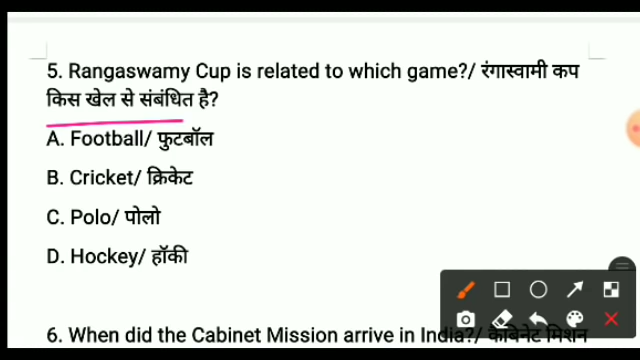 5. Rangaswamy Cup is related to which game?/ रंगास्वामी कप
किस खेल से संबंधित है?
A. Football/ फुटबॉल
B. Cricket/ क्रिकेट
C. Polo/ पोलो
D. Hockey/ हॉकी
6. When did the Cabinet Mission arrive in India?/ कैबिनेट मिशन